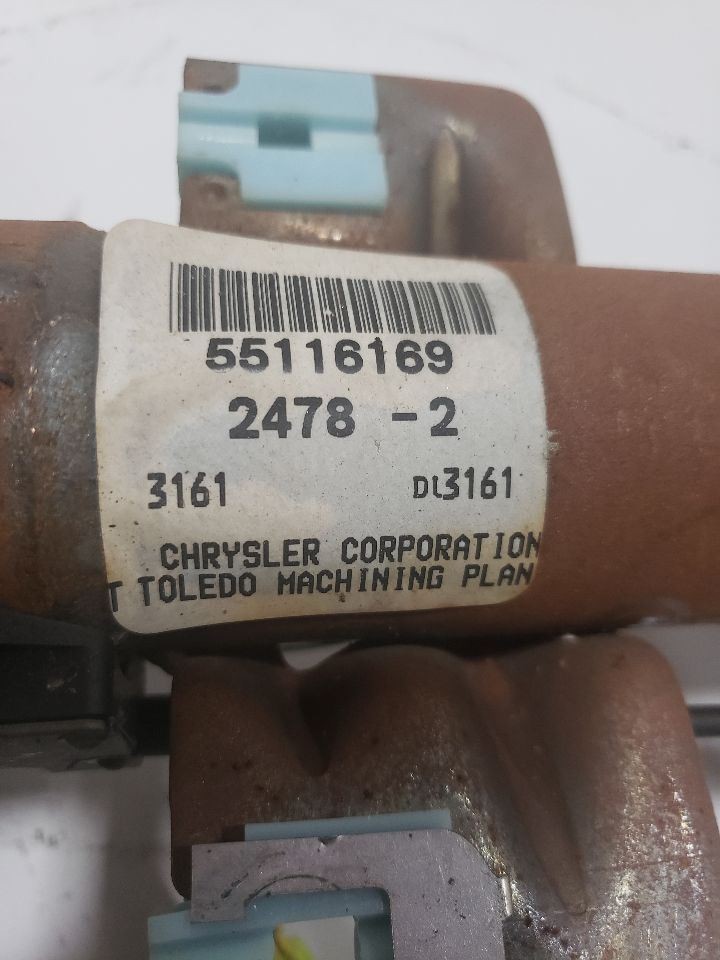 55116169
2478 - 2
3161 DL3161
CHRYSLER CORPORATION
T TOLEDO MACHINING PLAN